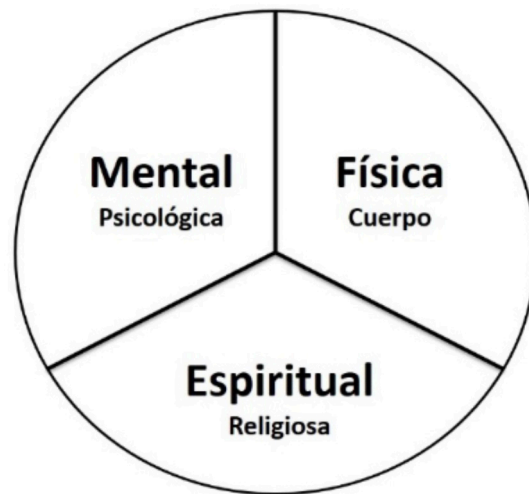 Mental
Psicológica
Física
Cuerpo
Espiritual
Religiosa